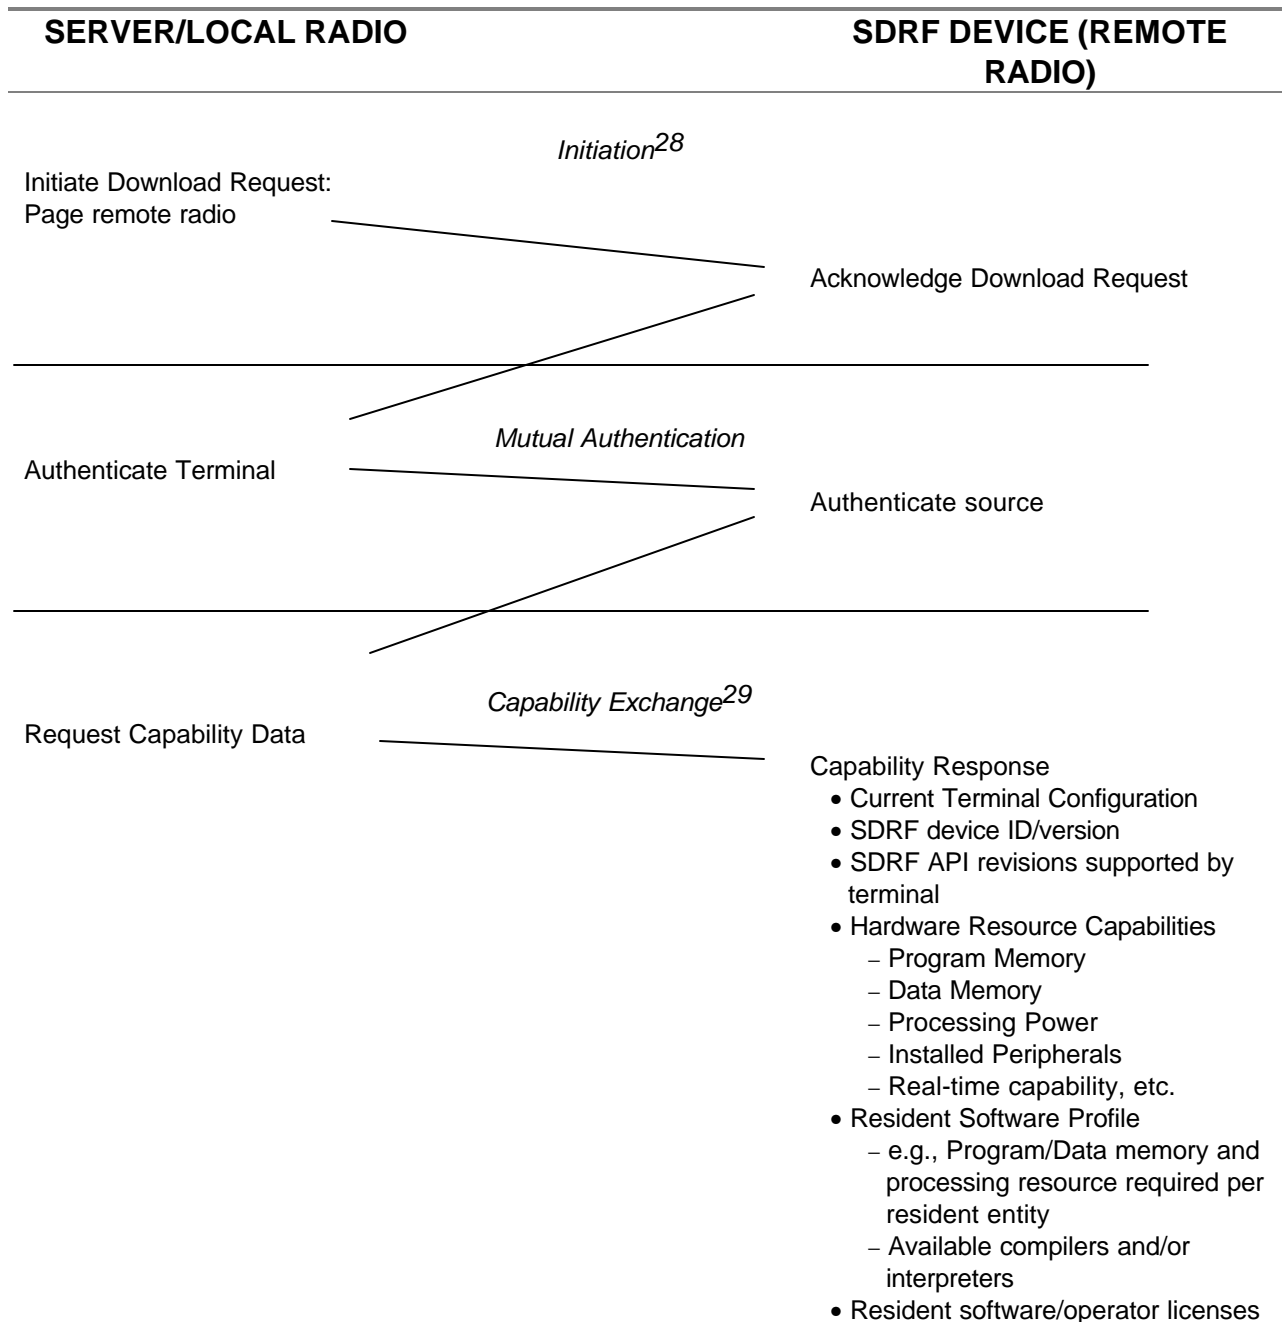 SERVER/LOCAL RADIO
SDRF DEVICE (REMOTE
RADIO)
Initiation28
Initiate Download Request:
Page remote radio
Acknowledge Download Request
Mutual Authentication
Authenticate Terminal
Authenticate source
Capability Exchange29
Request Capability Data
Capability Response
• Current Terminal Configuration
• SDRF device ID/version
• SDRF API revisions supported by
terminal
• Hardware Resource Capabilities
– Program Memory
– Data Memory
– Processing Power
– Installed Peripherals
– Real-time capability, etc.
• Resident Software Profile
– e.g., Program/Data memory and
processing resource required per
resident entity
– Available compilers and/or
interpreters
• Resident software/operator licenses